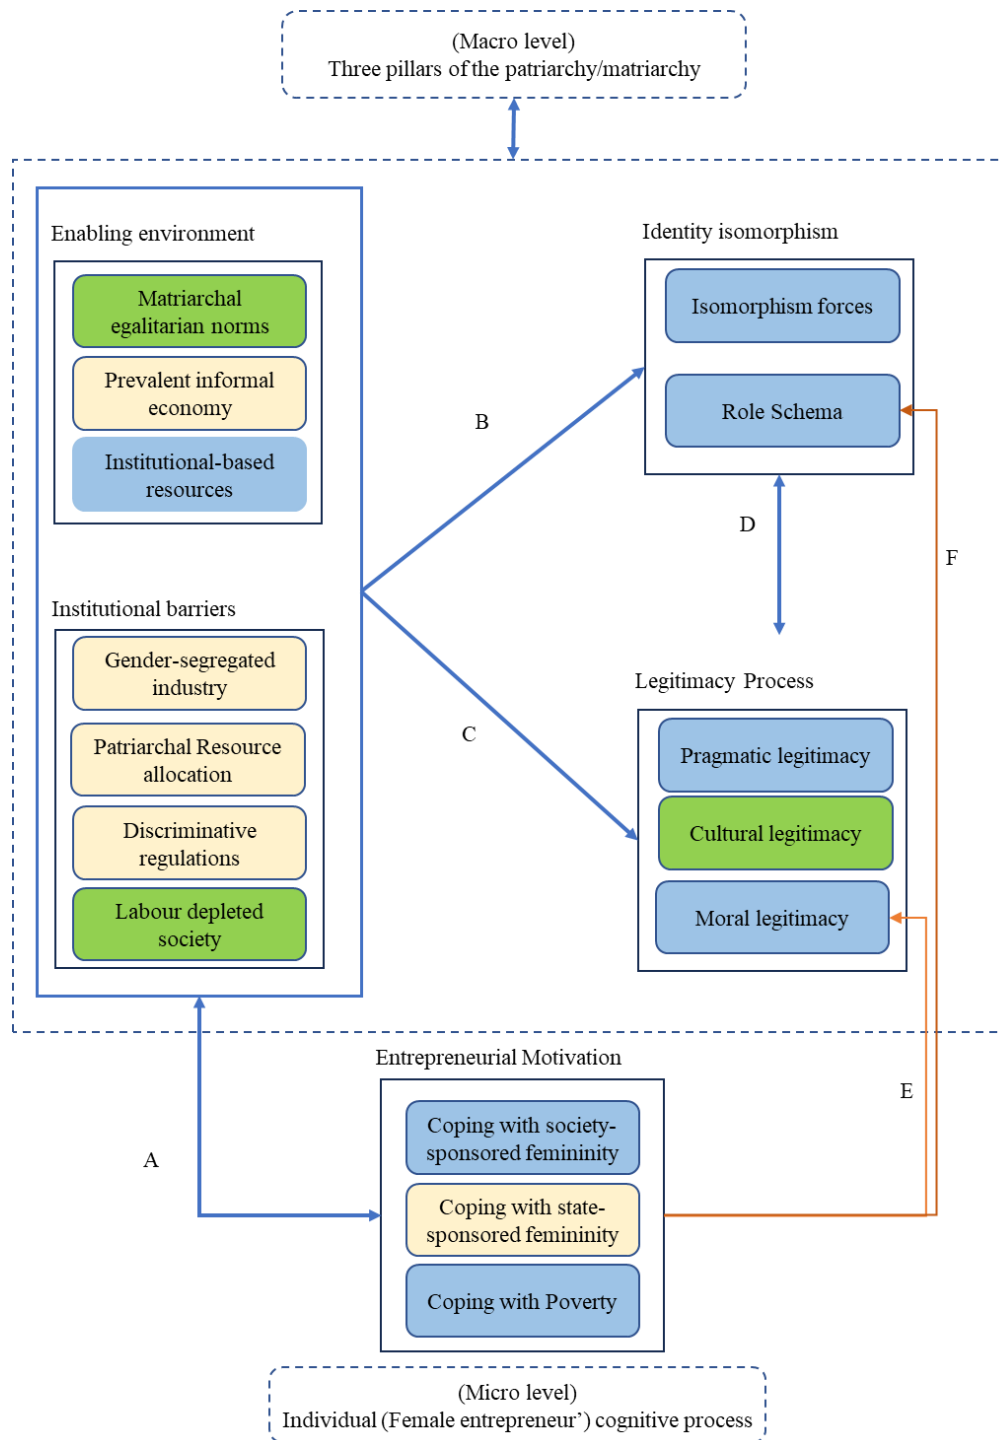 (Macro level)
Three pillars of the patriarchy/matriarchy
Enabling environment
Matriarchal
egalitarian norms
Prevalent informal
economy
Institutional-based
resources
Institutional barriers
Gender-segregated
industry
Patriarchal Resource
allocation
Discriminative
regulations
Labour depleted
society
B
C
Identity isomorphism
Isomorphism forces
Role Schema
D
F
Legitimacy Process
Pragmatic legitimacy
Cultural legitimacy
Moral legitimacy
E
A
Entrepreneurial Motivation
Coping with society-
sponsored femininity
Coping with state-
sponsored femininity
Coping with Poverty
(Micro level)
Individual (Female entrepreneur’) cognitive process